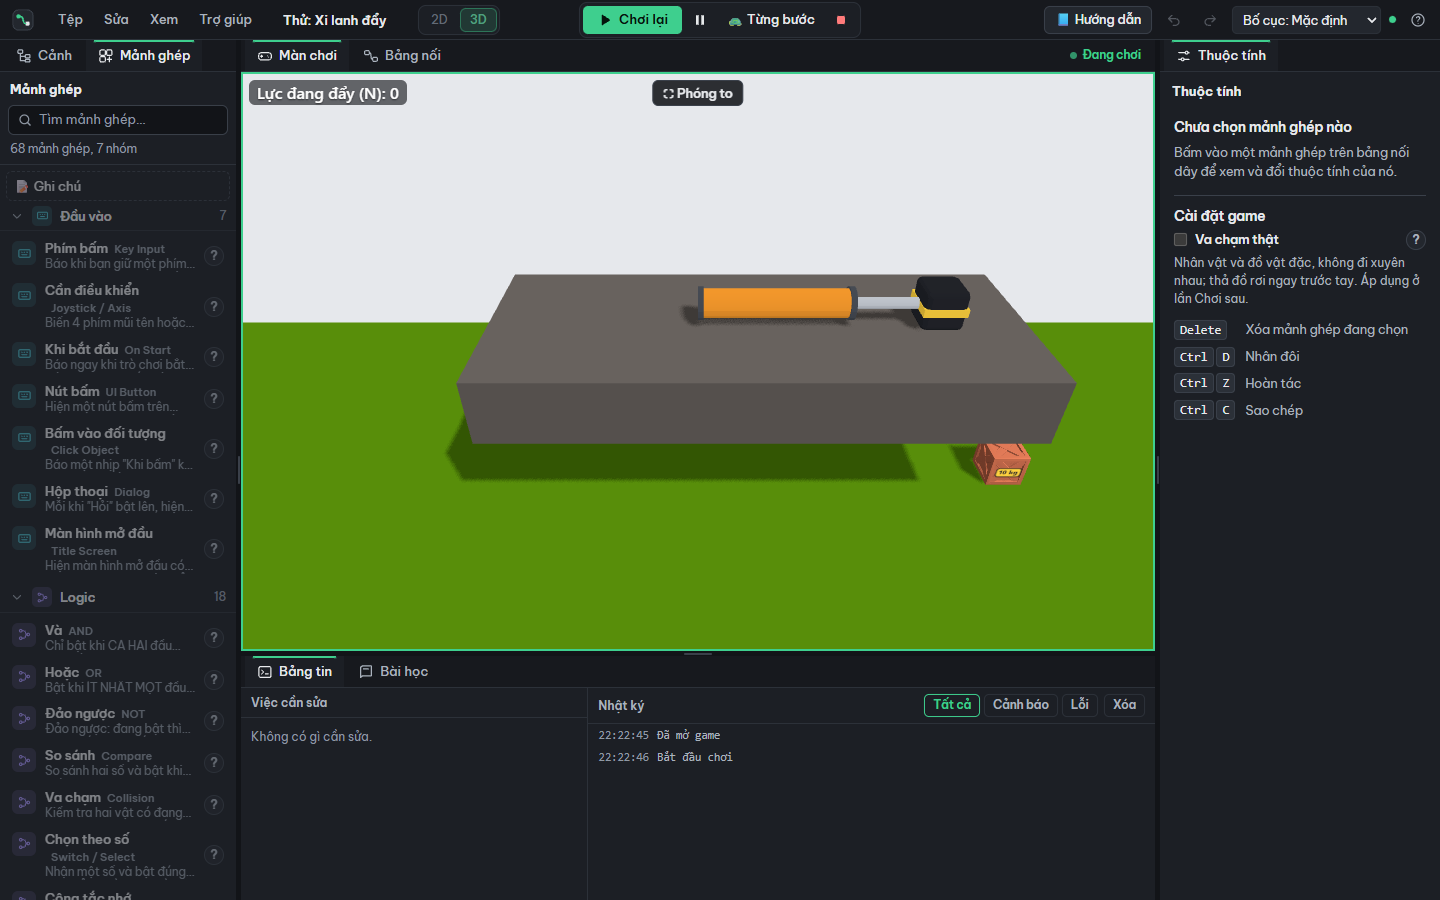 Tệp Sửa Xem Trợ giúp Thử: Xi lanh đẩy 2D 3D Chơi lại Từng bước Hướng dẫn Bố cục: Mặc định
Cảnh Mảnh ghép
Mảnh ghép
Tìm mảnh ghép...
68 mảnh ghép, 7 nhóm
Ghi chú
Đầu vào 7
Phím bấm Key Input ?
Báo khi bạn giữ một phím...
Cần điều khiển
Joystick / Axis ?
Biến 4 phím mũi tên hoặc...
Khi bắt đầu On Start ?
Báo ngay khi trò chơi bắt...
Nút bấm UI Button ?
Hiện một nút bấm trên...
Bấm vào đối tượng
Click Object ?
Báo một nhịp "Khi bấm" k...
Hộp thoại Dialog ?
Mỗi khi "Hỏi" bật lên, hiện...
Màn hình mở đầu
Title Screen ?
Hiện màn hình mở đầu có...
Logic 18
Và AND ?
Chỉ bật khi CẢ HAI đầu...
Hoặc OR ?
Bật khi ÍT NHẤT MỘT đầu...
Đảo ngược NOT ?
Đảo ngược: đang bật thì...
So sánh Compare ?
So sánh hai số và bật khi...
Va chạm Collision ?
Kiểm tra hai vật có đang...
Chọn theo số
Switch / Select ?
Nhận một số và bật đúng...
Công tắc nhớ
Màn chơi Bảng nối Đang chơi
Lực đang đẩy (N): 0 Phóng to
10 kg
Bảng tin Bài học
Việc cần sửa
Không có gì cần sửa.
Nhật ký Tất cả Cảnh báo Lỗi Xóa
22:22:45 Đã mở game
22:22:46 Bắt đầu chơi
Thuộc tính
Thuộc tính
Chưa chọn mảnh ghép nào
Bấm vào một mảnh ghép trên bảng nối
dây để xem và đổi thuộc tính của nó.
Cài đặt game
Va chạm thật ?
Nhân vật và đồ vật đặc, không đi xuyên
nhau; thả đồ rơi ngay trước tay. Áp dụng ở
lần Chơi sau.
Delete Xóa mảnh ghép đang chọn
Ctrl D Nhân đôi
Ctrl Z Hoàn tác
Ctrl C Sao chép